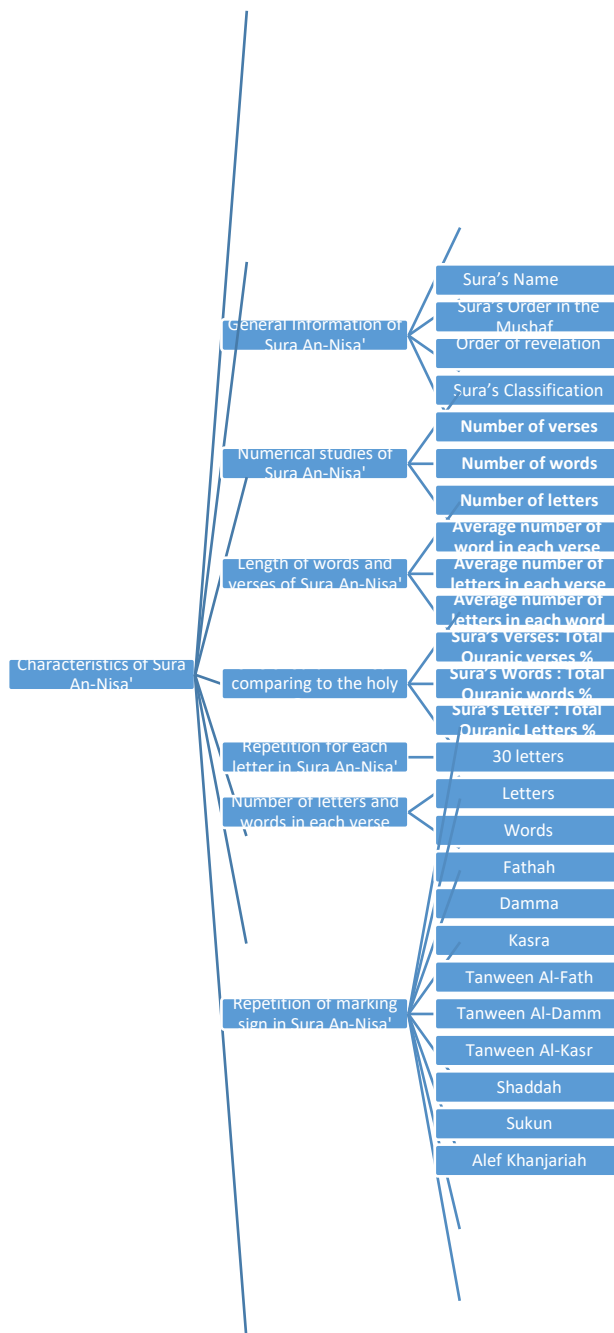 Characteristics of Sura
An-Nisa'
General Information of
Sura An-Nisa'
Sura's Name
Sura's Order in the
Mushaf
Order of revelation
Sura's Classification
Numerical studies of
Sura An-Nisa'
Number of verses
Number of words
Number of letters
Length of words and
verses of Sura An-Nisa'
Average number of
word in each verse
Average number of
letters in each verse
Average number of
letters in each word
comparing to the holy
Sura's Verses: Total
Quranic verses %
Sura's Words : Total
Quranic words %
Sura's Letter : Total
Quranic Letters %
Repetition for each
letter in Sura An-Nisa'
30 letters
Number of letters and
words in each verse
Letters
Words
Repetition of marking
sign in Sura An-Nisa'
Fathah
Damma
Kasra
Tanween Al-Fath
Tanween Al-Damm
Tanween Al-Kasr
Shaddah
Sukun
Alef Khanjariah